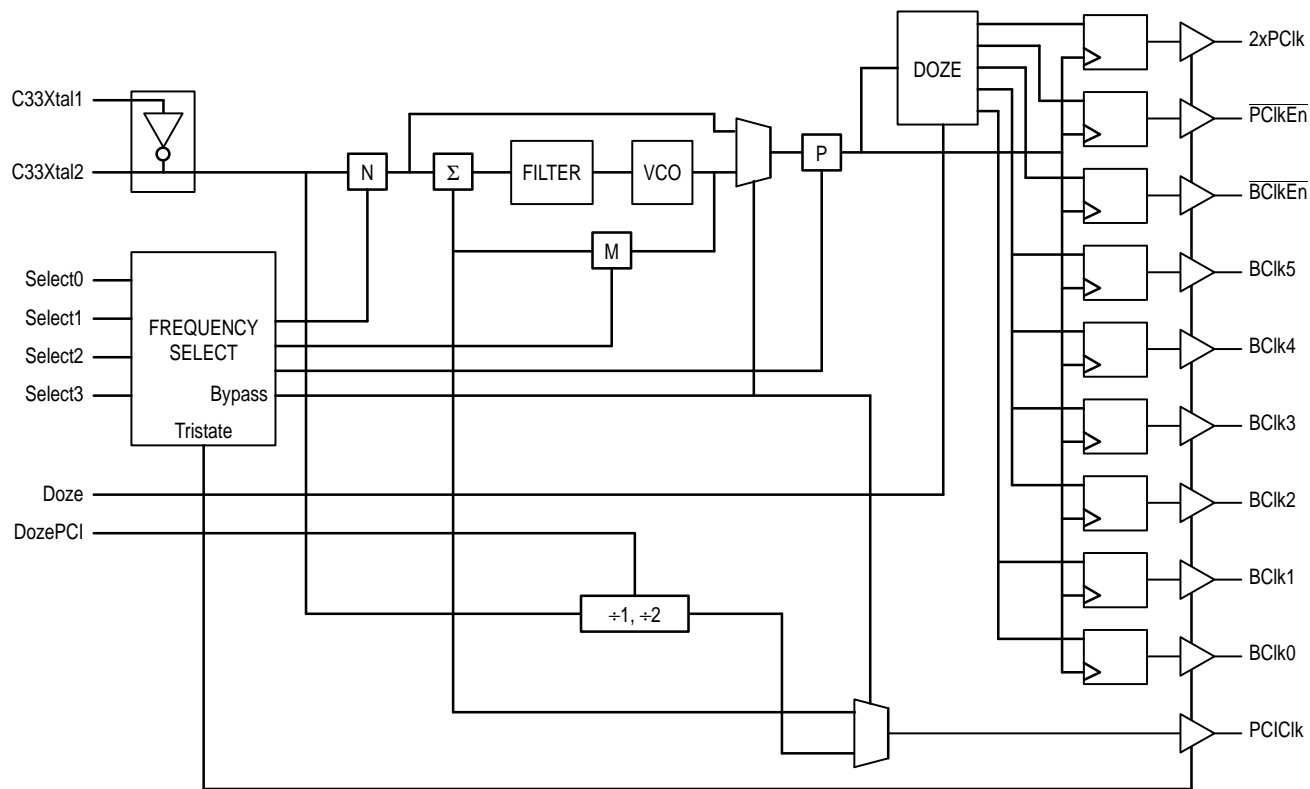 C33Xtal1
C33Xtal2
N
Σ
FILTER
VCO
P
M
DOZE
Select0
Select1
Select2
Select3
FREQUENCY
SELECT
Bypass
Tristate
Doze
DozePCI
÷1, ÷2
2xPClk
PClkEn
BClkEn
BClk5
BClk4
BClk3
BClk2
BClk1
BClk0
PCIClk